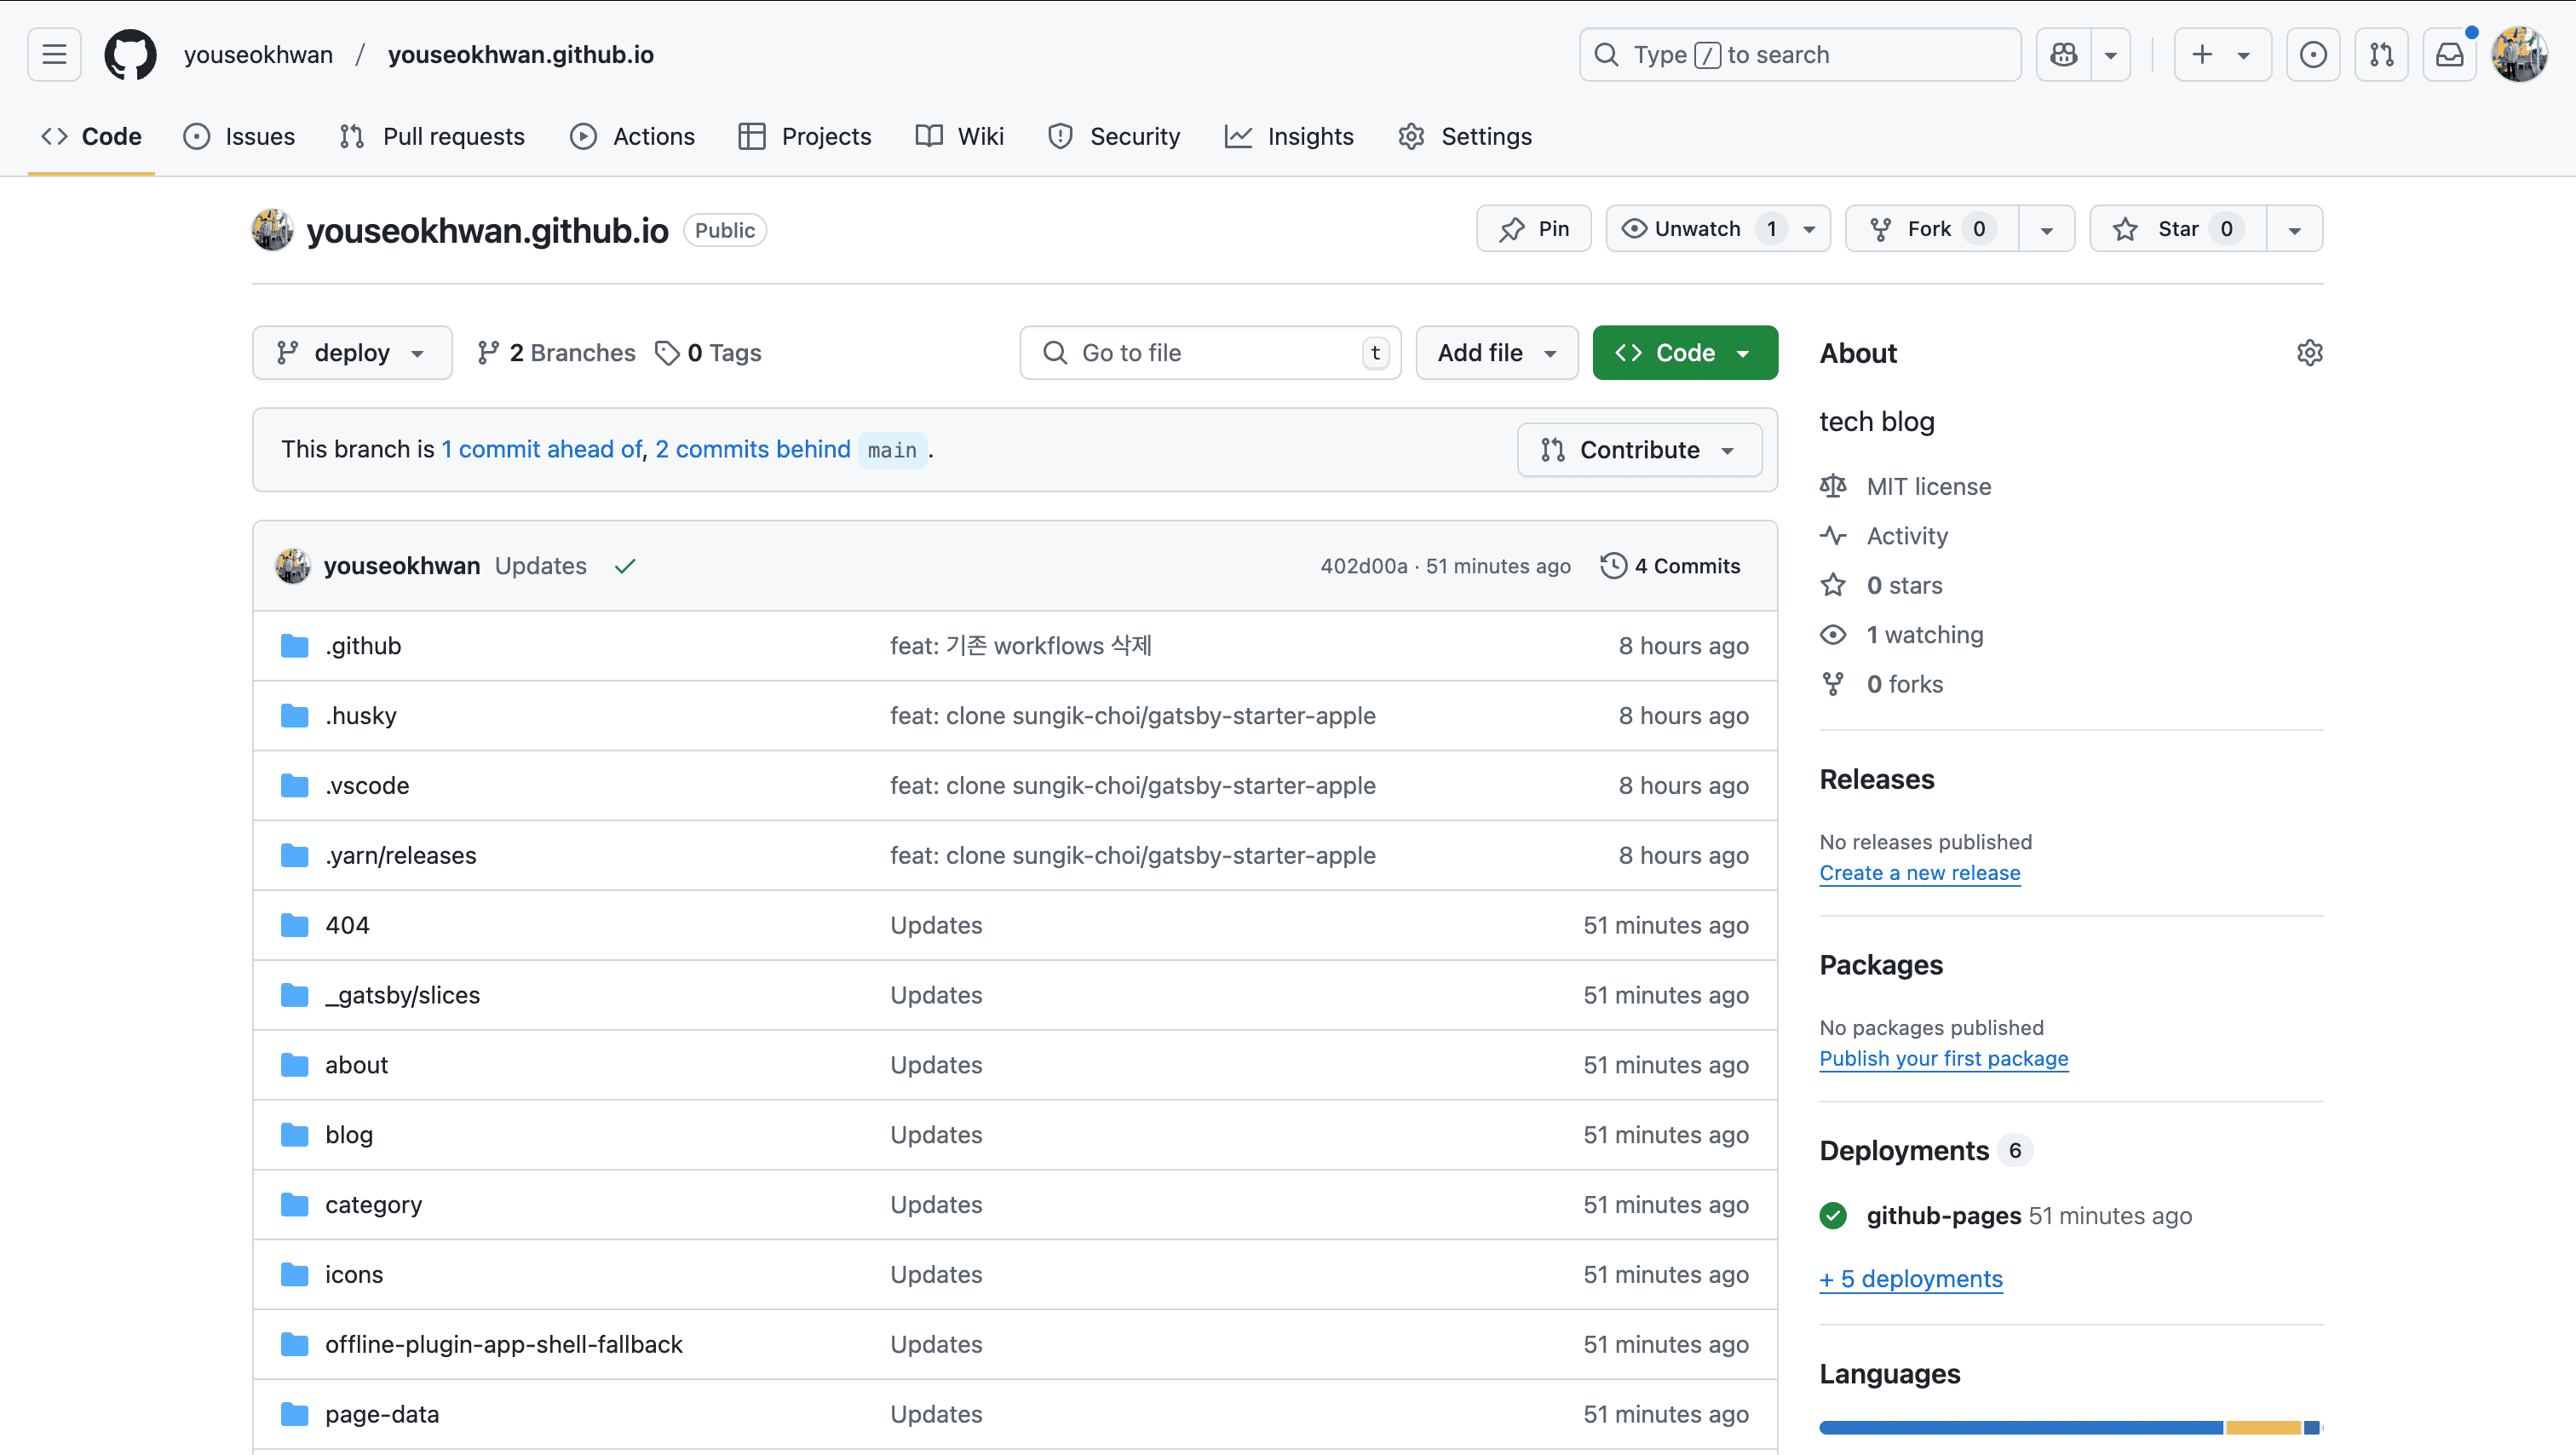 youseokhwan / youseokhwan.github.io
Type / to search
Code Issues Pull requests Actions Projects Wiki Security Insights Settings
youseokhwan.github.io Public
Pin Unwatch 1 Fork 0 Star 0
deploy 2 Branches 0 Tags Go to file t Add file Code
This branch is 1 commit ahead of, 2 commits behind main .
Contribute
youseokhwan Updates 402d00a · 51 minutes ago 4 Commits
.github feat: 기존 workflows 삭제 8 hours ago
.husky feat: clone sungik-choi/gatsby-starter-apple 8 hours ago
.vscode feat: clone sungik-choi/gatsby-starter-apple 8 hours ago
.yarn/releases feat: clone sungik-choi/gatsby-starter-apple 8 hours ago
404 Updates 51 minutes ago
_gatsby/slices Updates 51 minutes ago
about Updates 51 minutes ago
blog Updates 51 minutes ago
category Updates 51 minutes ago
icons Updates 51 minutes ago
offline-plugin-app-shell-fallback Updates 51 minutes ago
page-data Updates 51 minutes ago
About
tech blog
MIT license
Activity
0 stars
1 watching
0 forks
Releases
No releases published
Create a new release
Packages
No packages published
Publish your first package
Deployments 6
github-pages 51 minutes ago
+ 5 deployments
Languages